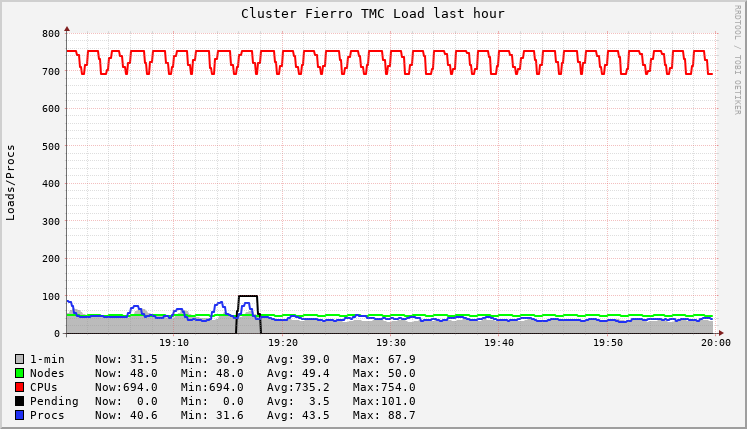 Cluster Fierro TMC Load last hour
RRDTOOL / TOBI OETIKER
Loads/Procs
800
700
600
500
400
300
200
100
0
19:10 19:20 19:30 19:40 19:50 20:00
1-min Now: 31.5 Min: 30.9 Avg: 39.0 Max: 67.9
Nodes Now: 48.0 Min: 48.0 Avg: 49.4 Max: 50.0
CPUs Now:694.0 Min:694.0 Avg:735.2 Max:754.0
Pending Now: 0.0 Min: 0.0 Avg: 3.5 Max:101.0
Procs Now: 40.6 Min: 31.6 Avg: 43.5 Max: 88.7